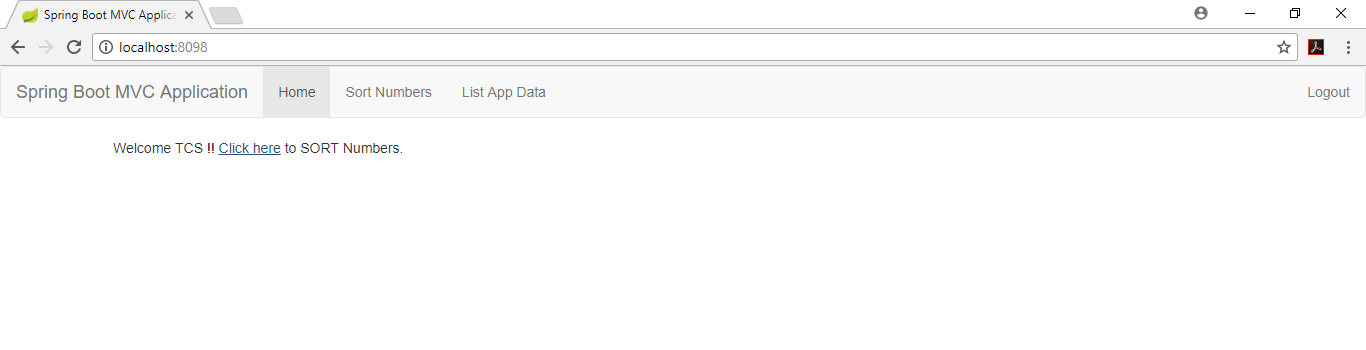 Spring Boot MVC Applica
localhost:8098
Spring Boot MVC Application Home Sort Numbers List App Data Logout
Welcome TCS !! Click here to SORT Numbers.